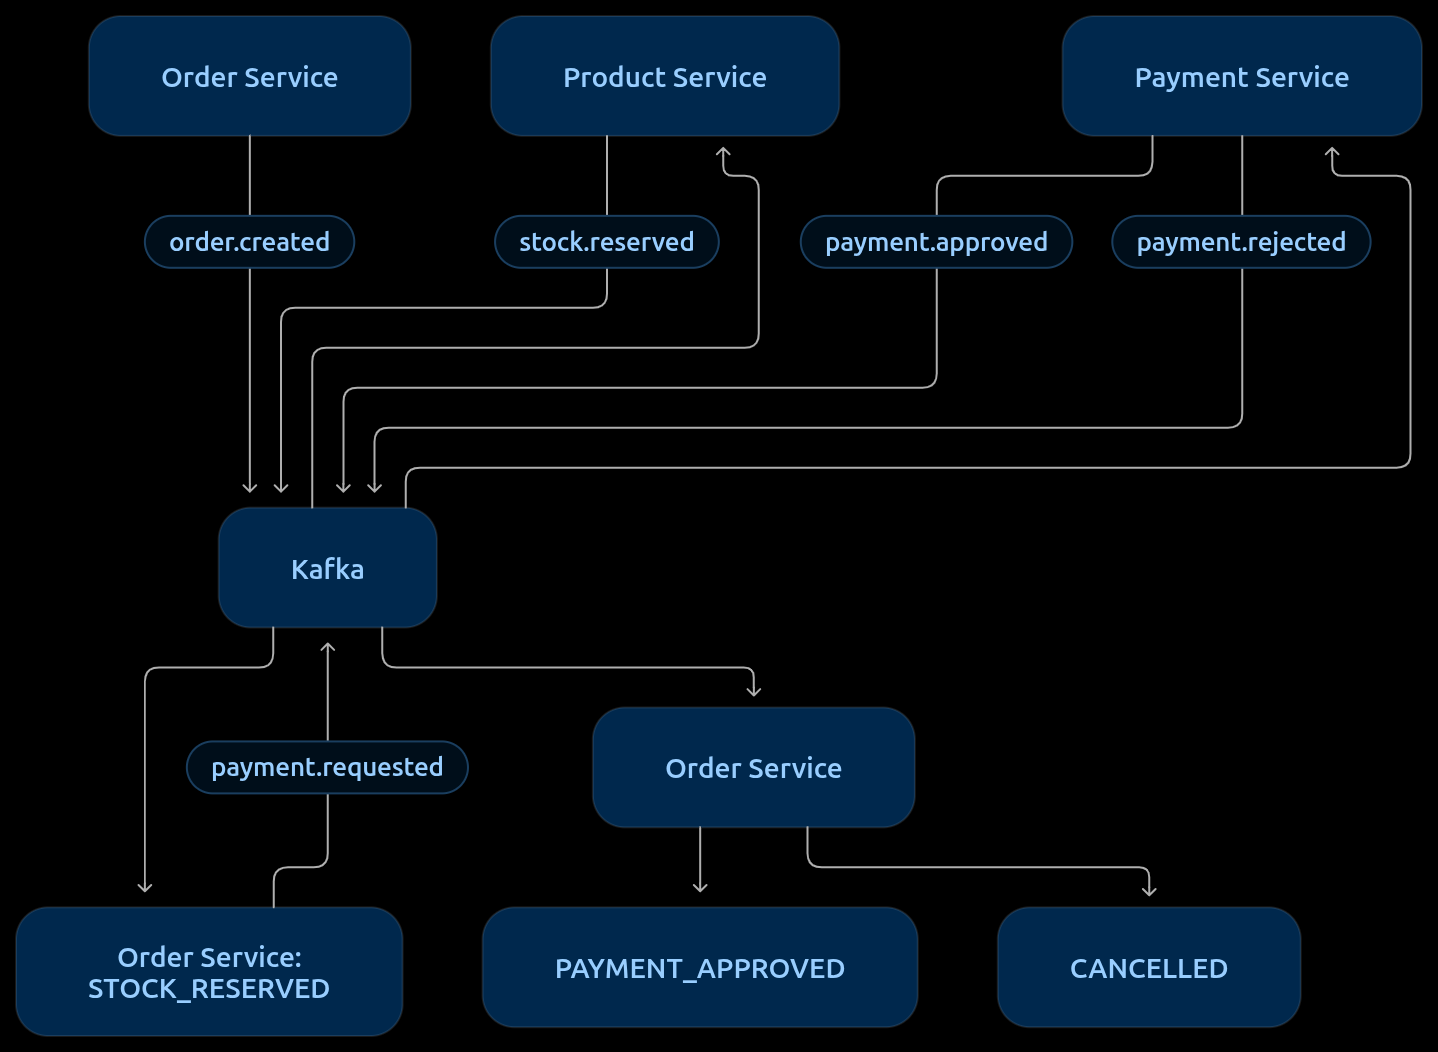 Order Service
Product Service
Payment Service
order.created
stock.reserved
payment.approved
payment.rejected
Kafka
payment.requested
Order Service
Order Service:
STOCK_RESERVED
PAYMENT_APPROVED
CANCELLED